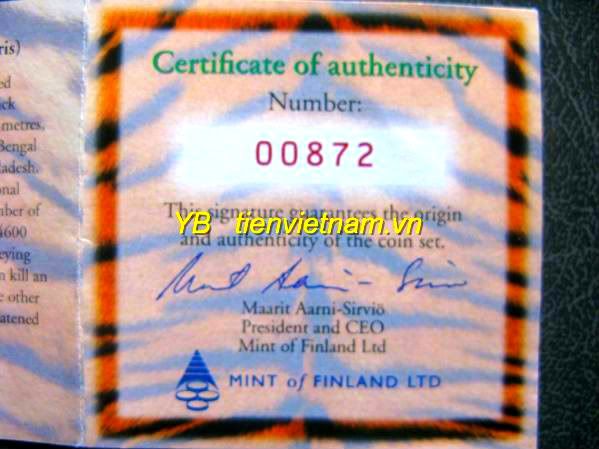 ris)
ed
ck
metres.
Bengal
ladesh.
onal
nber of
4600
eying
n kill an
e other
atened
Certificate of authenticity
Number:
00872
This signature guarantees the origin
and authenticity of the coin set.
YB tienvietnam.vn
Maarit Aarni-Sirviö
President and CEO
Mint of Finland Ltd
MINT of FINLAND LTD